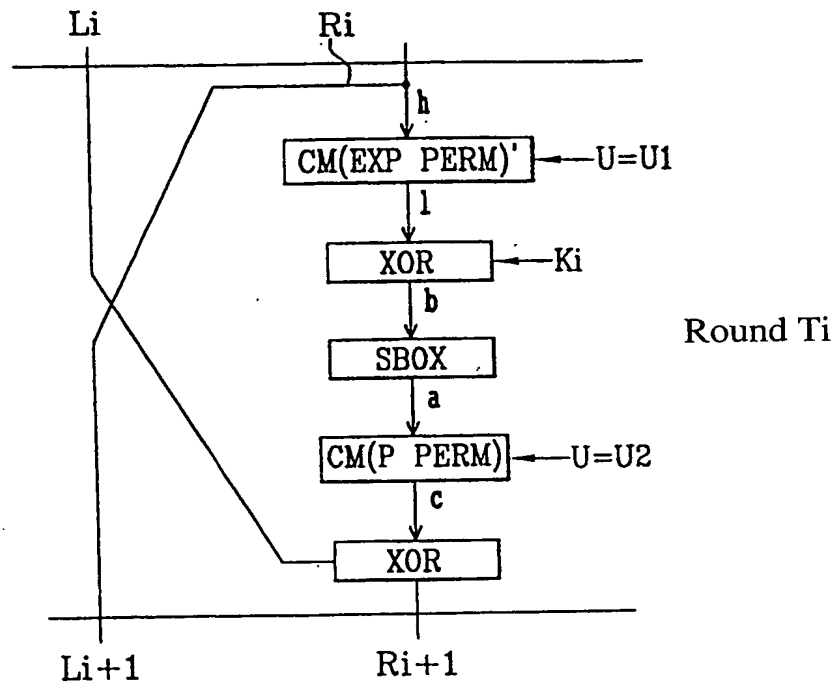 Li Ri
h
CM(EXP PERM)' U=U1
l
XOR Ki
b
SBOX Round Ti
a
CM(P PERM) U=U2
c
XOR
Li+1 Ri+1